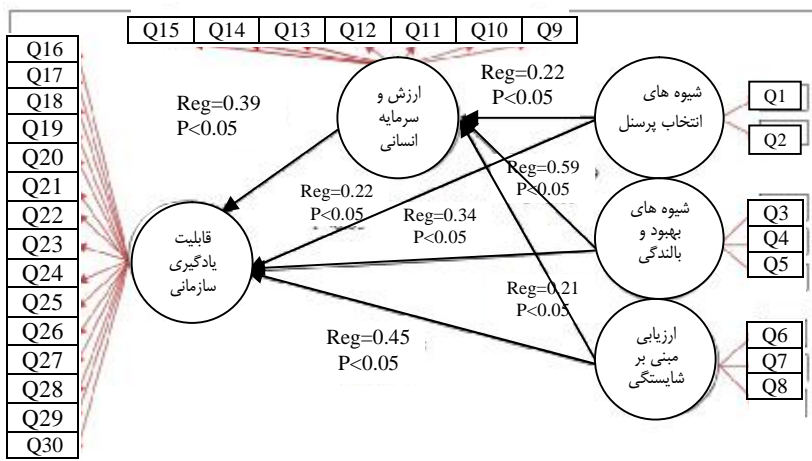 Q15 Q14 Q13 Q12 Q11 Q10 Q9
Q16
Q17
Q18
Q19
Q20
Q21
Q22
Q23
Q24
Q25
Q26
Q27
Q28
Q29
Q30
Reg=0.39
P<0.05
ارزش و
سرمایه
انسانی
Reg=0.22
P<0.05
شیوه های
انتخاب پرسنل
Q1
Q2
Reg=0.59
P<0.05
Reg=0.22
P<0.05
Reg=0.34
P<0.05
شیوه های
بهبود و
بالندگی
Q3
Q4
Q5
قابلیت
یادگیری
سازمانی
Reg=0.21
P<0.05
Reg=0.45
P<0.05
ارزیابی
مبنی بر
شایستگی
Q6
Q7
Q8